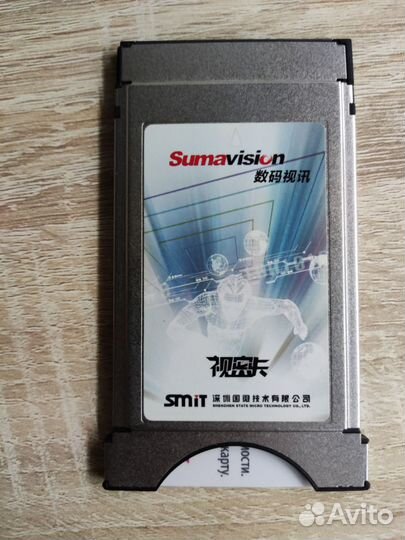 Sumavision
数码视讯
视密卡
SMiT 深圳国微技术有限公司
SHENZHEN STATE MICRO TECHNOLOGY CO., LTD.
ности.
карту.
Avito